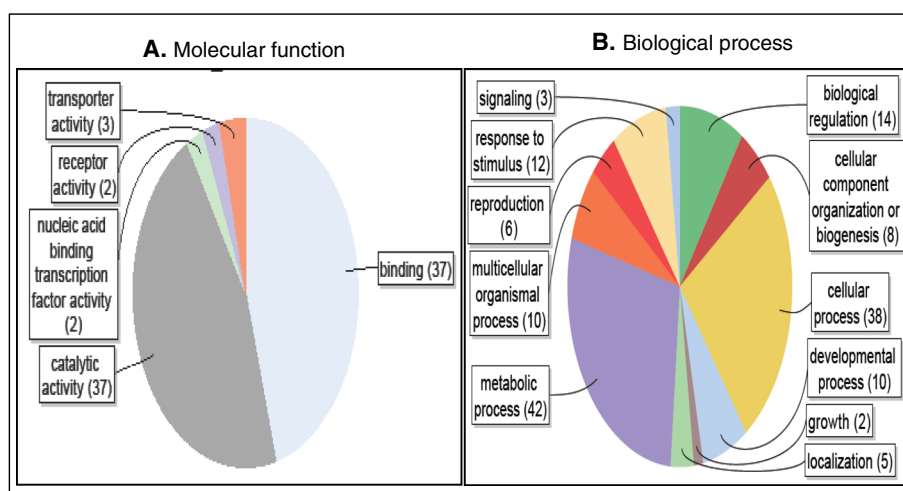 A. Molecular function
transporter
activity (3)
receptor
activity (2)
nucleic acid
binding
transcription
factor activity
(2)
catalytic
activity (37)
binding (37)
B. Biological process
signaling (3)
response to
stimulus (12)
reproduction
(6)
multicellular
organismal
process (10)
metabolic
process (42)
biological
regulation (14)
cellular
component
organization or
biogenesis (8)
cellular
process (38)
developmental
process (10)
growth (2)
localization (5)